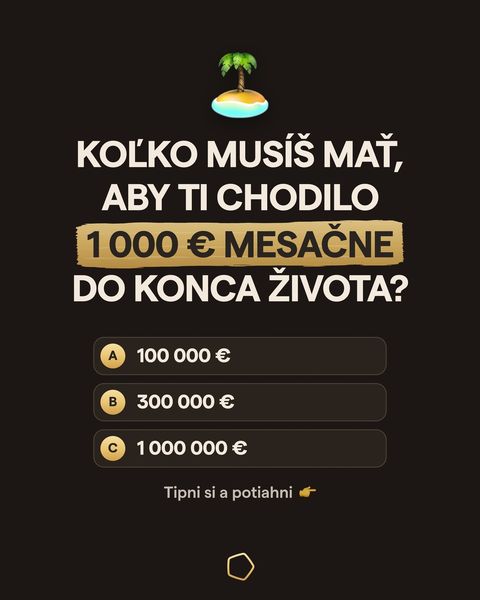 KOĽKO MUSÍŠ MAŤ,
ABY TI CHODILO
1 000 € MESAČNE
DO KONCA ŽIVOTA?
A 100 000 €
B 300 000 €
C 1 000 000 €
Tipni si a potiahni 👉